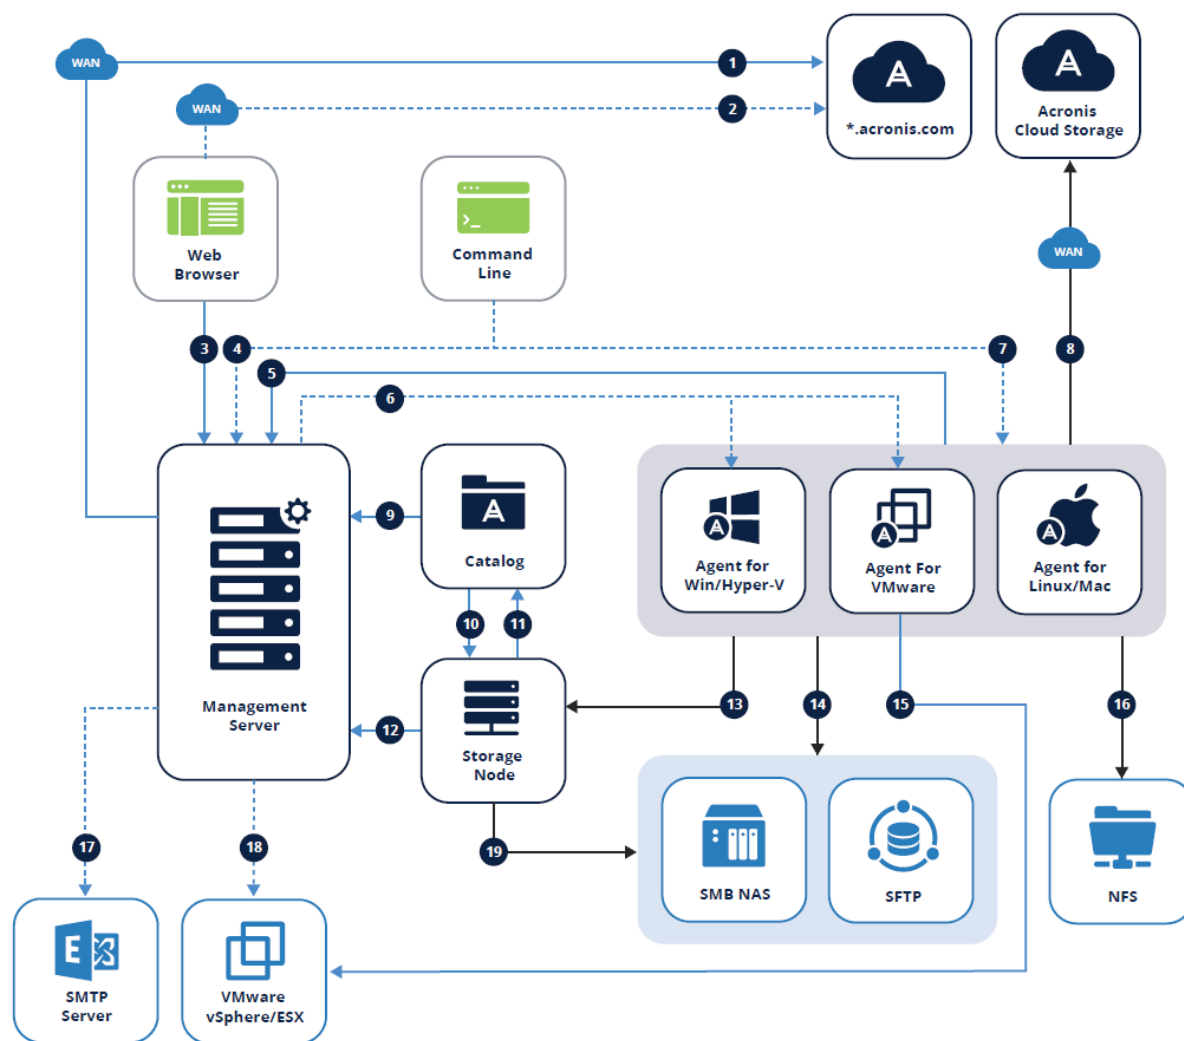 WAN
1
WAN
2
*.acronis.com
Acronis
Cloud Storage
Web
Browser
Command
Line
WAN
3
4
5
6
7
8
Management
Server
9
Catalog
10
11
12
Storage
Node
Agent for
Win/Hyper-V
Agent For
VMware
Agent for
Linux/Mac
13
14
15
16
17
18
19
SMB NAS
SFTP
NFS
E
SMTP
Server
VMware
vSphere/ESX